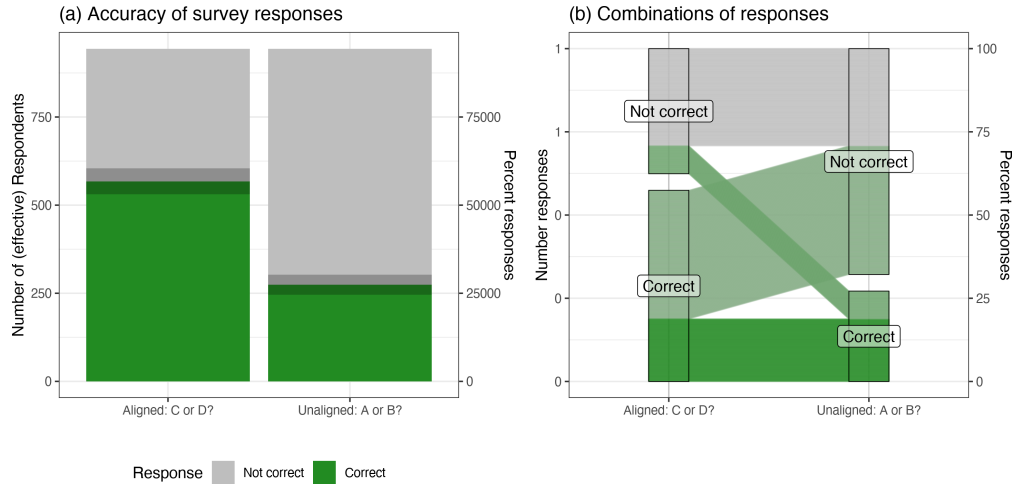 (a) Accuracy of survey responses
Number of (effective) Respondents
750
500
250
0
75000
50000
25000
0
Percent responses
Aligned: C or D?
Unaligned: A or B?
Response
Not correct
Correct
(b) Combinations of responses
Number responses
1
1
0
0
0
Not correct
Correct
Not correct
Correct
100
75
50
25
0
Percent responses
Aligned: C or D?
Unaligned: A or B?